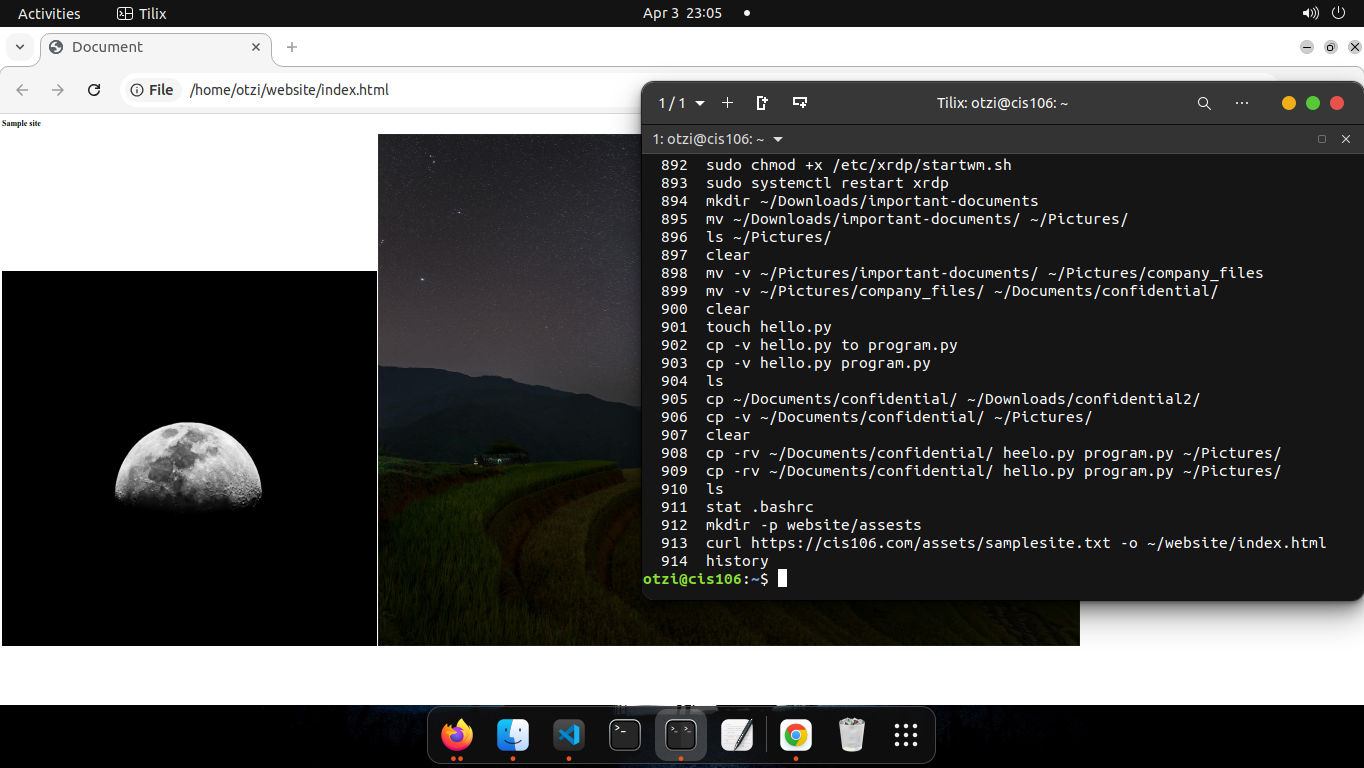 Activities
Tilix
Apr 3 23:05
Document
File
/home/otzi/website/index.html
Sample site
1 / 1
Tilix: otzi@cis106: ~
1: otzi@cis106: ~
892 sudo chmod +x /etc/xrdp/startwm.sh
893 sudo systemctl restart xrdp
894 mkdir ~/Downloads/important-documents
895 mv ~/Downloads/important-documents/ ~/Pictures/
896 ls ~/Pictures/
897 clear
898 mv -v ~/Pictures/important-documents/ ~/Pictures/company_files
899 mv -v ~/Pictures/company_files/ ~/Documents/confidential/
900 clear
901 touch hello.py
902 cp -v hello.py to program.py
903 cp -v hello.py program.py
904 ls
905 cp ~/Documents/confidential/ ~/Downloads/confidential2/
906 cp -v ~/Documents/confidential/ ~/Pictures/
907 clear
908 cp -rv ~/Documents/confidential/ heelo.py program.py ~/Pictures/
909 cp -rv ~/Documents/confidential/ hello.py program.py ~/Pictures/
910 ls
911 stat .bashrc
912 mkdir -p website/assests
913 curl https://cis106.com/assets/samplesite.txt -o ~/website/index.html
914 history
otzi@cis106:~$